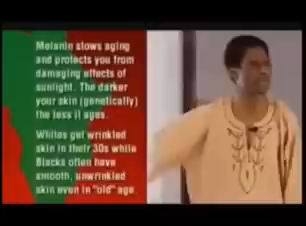 Melanin slows aging
and protects you from
damaging effects of
sunlight. The darker
your skin (genetically)
the less it ages.
Whites get wrinkled
skin in their 30s while
Blacks often have
smooth, unwrinkled
skin even in "old" age